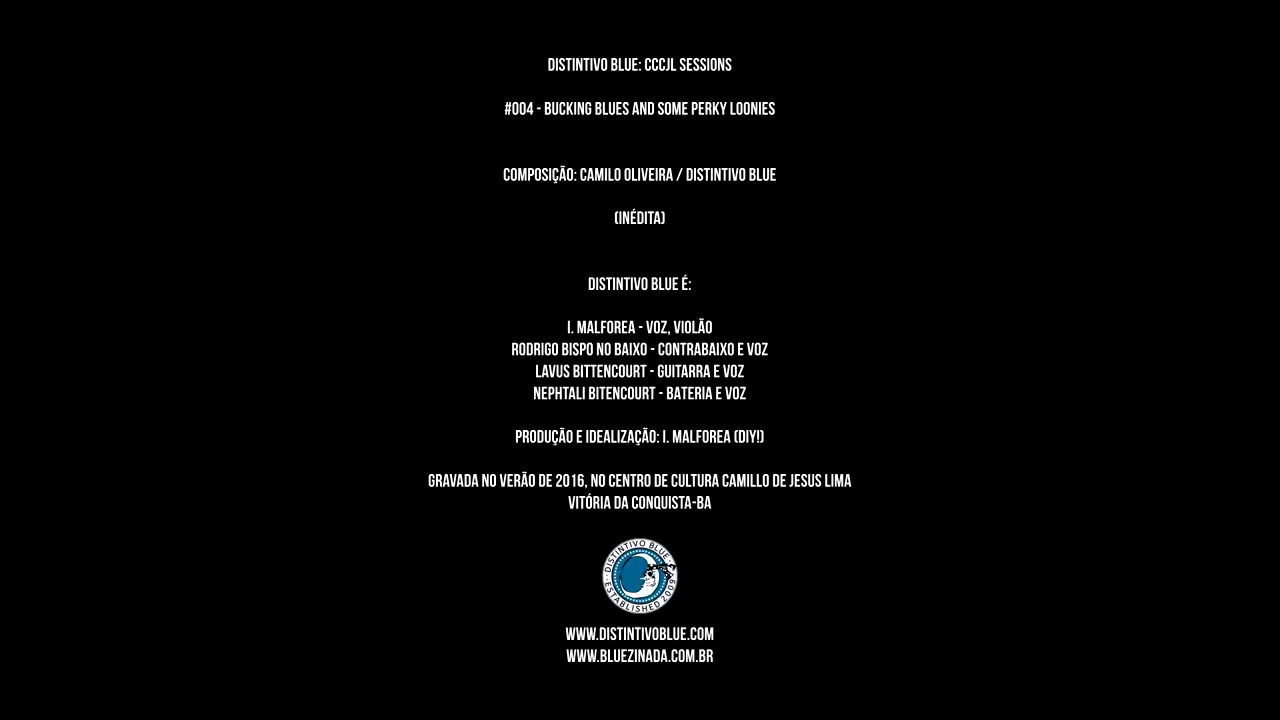 DISTINTIVO BLUE: CCCJL SESSIONS
#004 - BUCKING BLUES AND SOME PERKY LOONIES
COMPOSIÇÃO: CAMILO OLIVEIRA / DISTINTIVO BLUE
(INÉDITA)
DISTINTIVO BLUE É:
I. MALFOREA - VOZ, VIOLÃO
RODRIGO BISPO NO BAIXO - CONTRABAIXO E VOZ
LAVUS BITTENCOURT - GUITARRA E VOZ
NEPHTALI BITENCOURT - BATERIA E VOZ
PRODUÇÃO E IDEALIZAÇÃO: I. MALFOREA (DIY!)
GRAVADA NO VERÃO DE 2016, NO CENTRO DE CULTURA CAMILLO DE JESUS LIMA
VITÓRIA DA CONQUISTA-BA
DISTINTIVO BLUE
ESTABLISHED 2009
WWW.DISTINTIVOBLUE.COM
WWW.BLUEZINADA.COM.BR